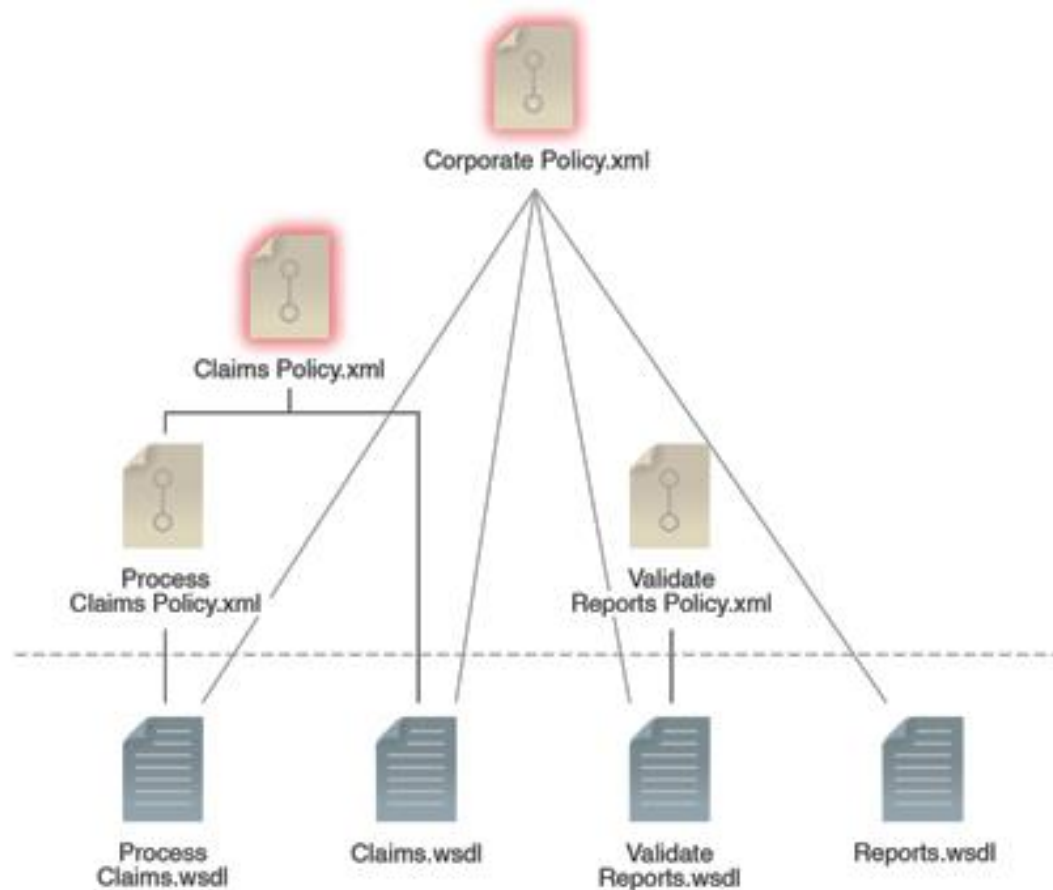 Corporate Policy.xml
Claims Policy.xml
Process
Claims Policy.xml
Validate
Reports Policy.xml
Process
Claims.wsdl
Claims.wsdl
Validate
Reports.wsdl
Reports.wsdl